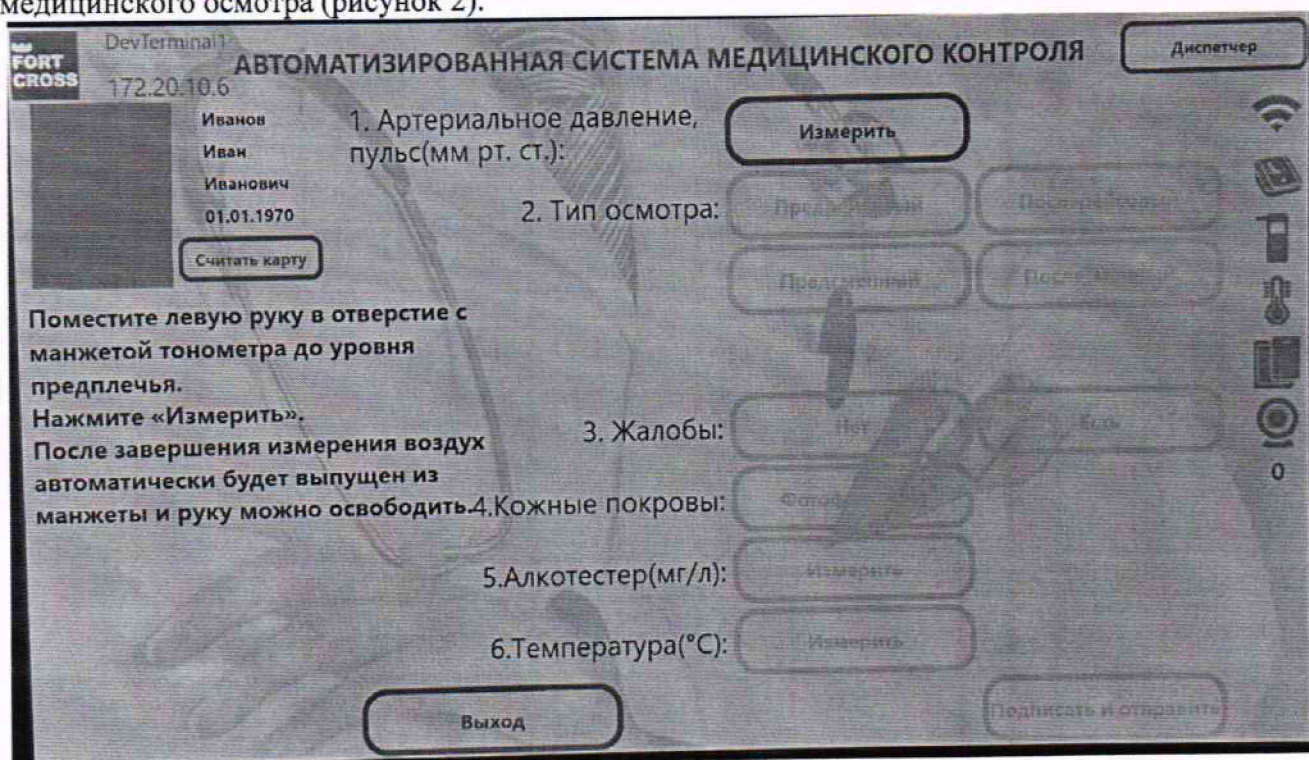 медицинского осмотра (рисунок 2).
FORT
CROSS
DevTerminal1
172.20.10.6
АВТОМАТИЗИРОВАННАЯ СИСТЕМА МЕДИЦИНСКОГО КОНТРОЛЯ
Диспетчер
Иванов
Иван
Иванович
01.01.1970
Считать карту
1. Артериальное давление,
пульс(мм рт. ст.):
Измерить
2. Тип осмотра:
Предсменный
Поместите левую руку в отверстие с
манжетой тонометра до уровня
предплечья.
Нажмите «Измерить».
После завершения измерения воздух
автоматически будет выпущен из
манжеты и руку можно освободить.
3. Жалобы:
Нет
Есть
4.Кожные покровы:
5.Алкотестер(мг/л):
Измерить
6.Температура(°C):
Измерить
0
Выход
Подписать и отправить